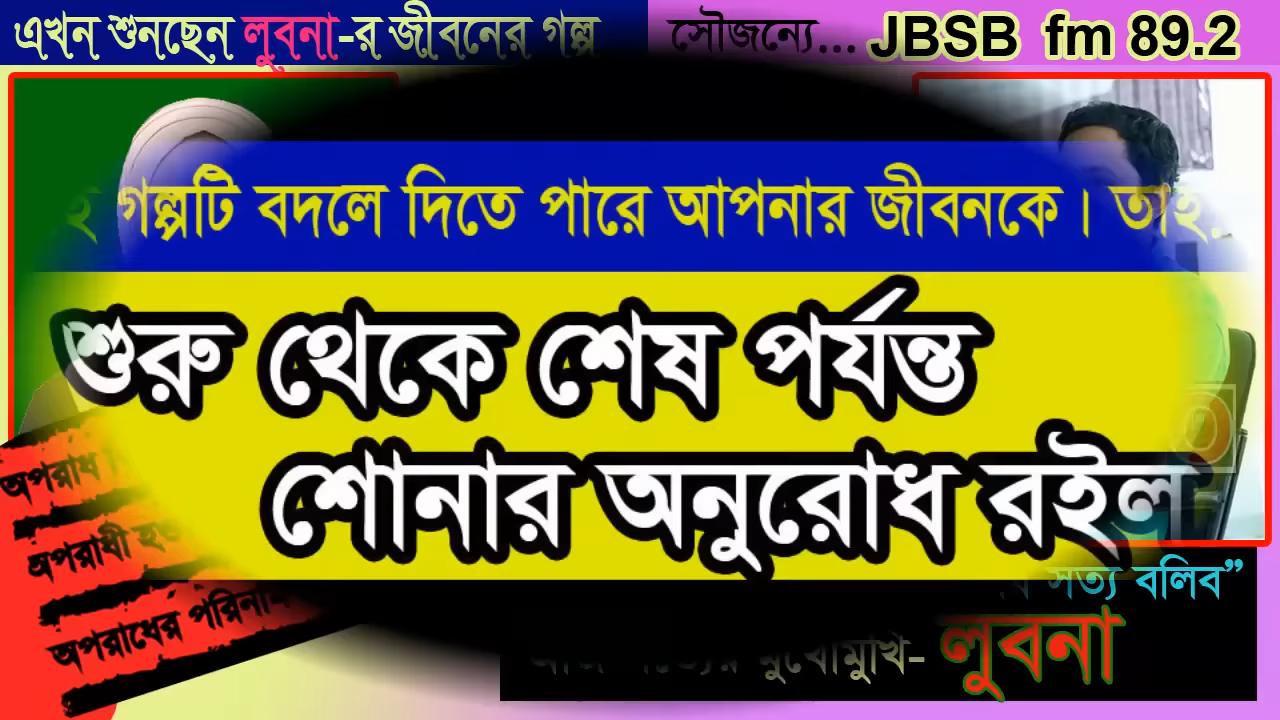 এখন শুনছেন লুবনা-র জীবনের গল্প
সৌজন্যে... JBSB fm 89.2
গল্পটি বদলে দিতে পারে আপনার জীবনকে।
শুরু থেকে শেষ পর্যন্ত
শোনার অনুরোধ রইল
অপরাধ
অপরাধী
অপরাধের
সত্য বলিব”
মুখোমুখি- লুবনা